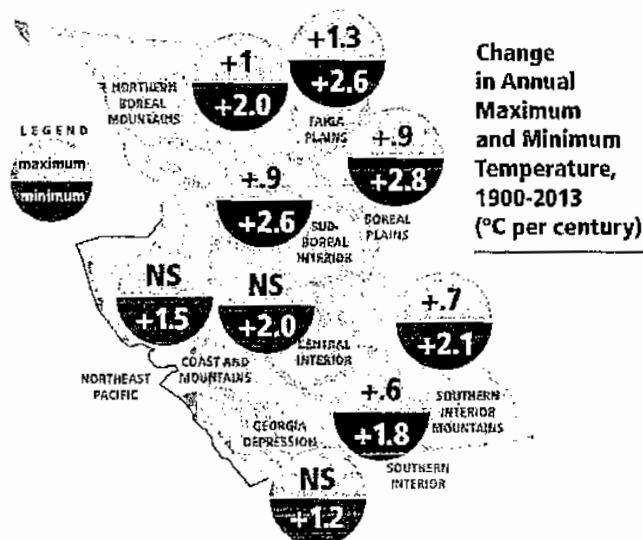 Change
in Annual
Maximum
and Minimum
Temperature,
1900-2013
(°C per century)
LEGEND
maximum
minimum
+1
+2.0
NORTHERN
BOREAL
MOUNTAINS
+1.3
+2.6
TAIGA
PLAINS
+.9
+2.8
BOREAL
PLAINS
+.9
+2.6
SUB-
BOREAL
INTERIOR
NS
+1.5
COAST AND
MOUNTAINS
NS
+2.0
CENTRAL
INTERIOR
+.7
+2.1
SOUTHERN
INTERIOR
MOUNTAINS
NORTHEAST
PACIFIC
+.6
+1.8
SOUTHERN
INTERIOR
GEORGIA
DEPRESSION
NS
+1.2